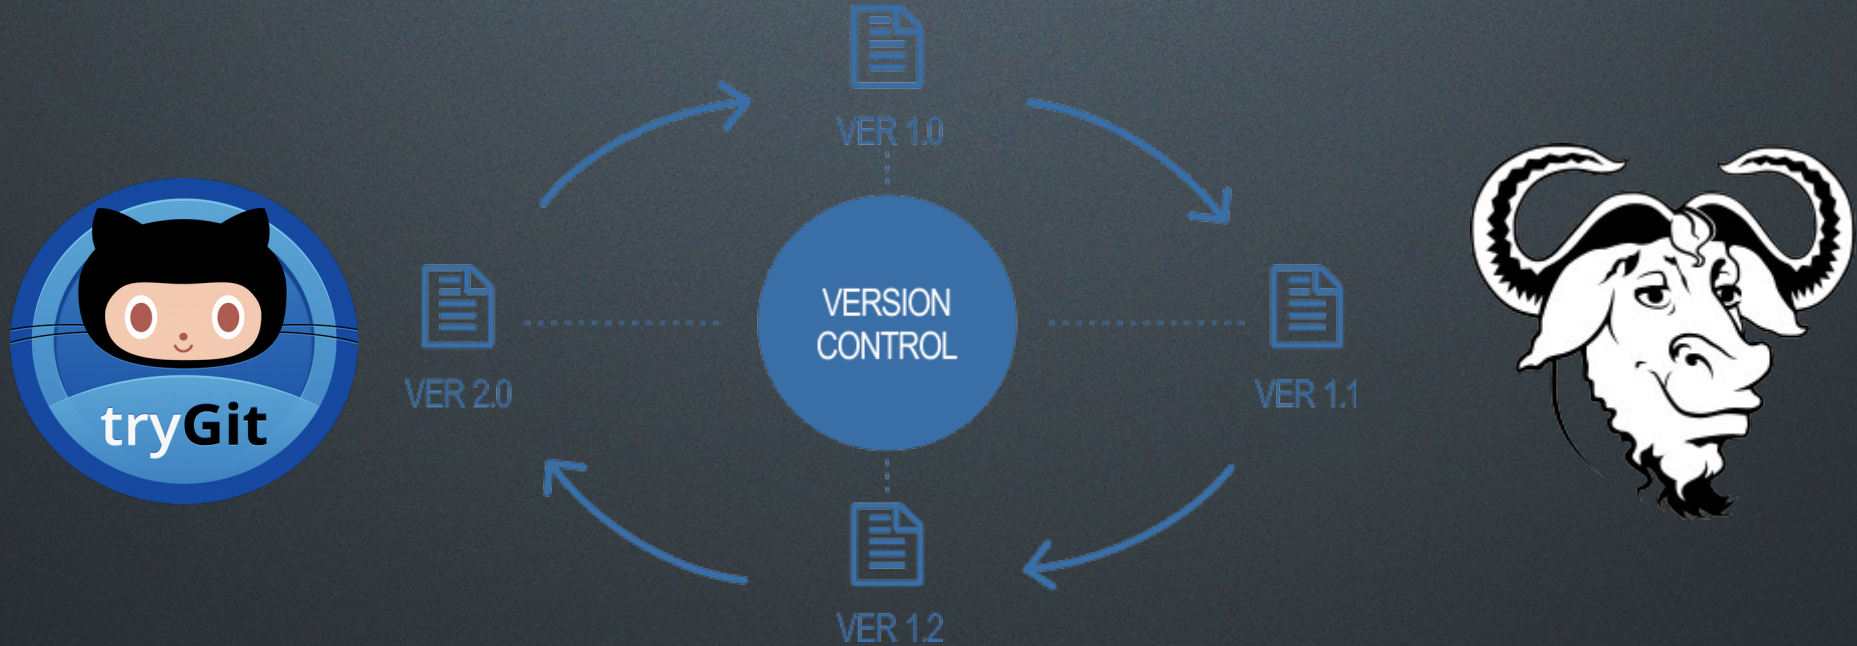 VER 1.0
VERSION
CONTROL
VER 2.0
VER 1.1
tryGit
VER 1.2